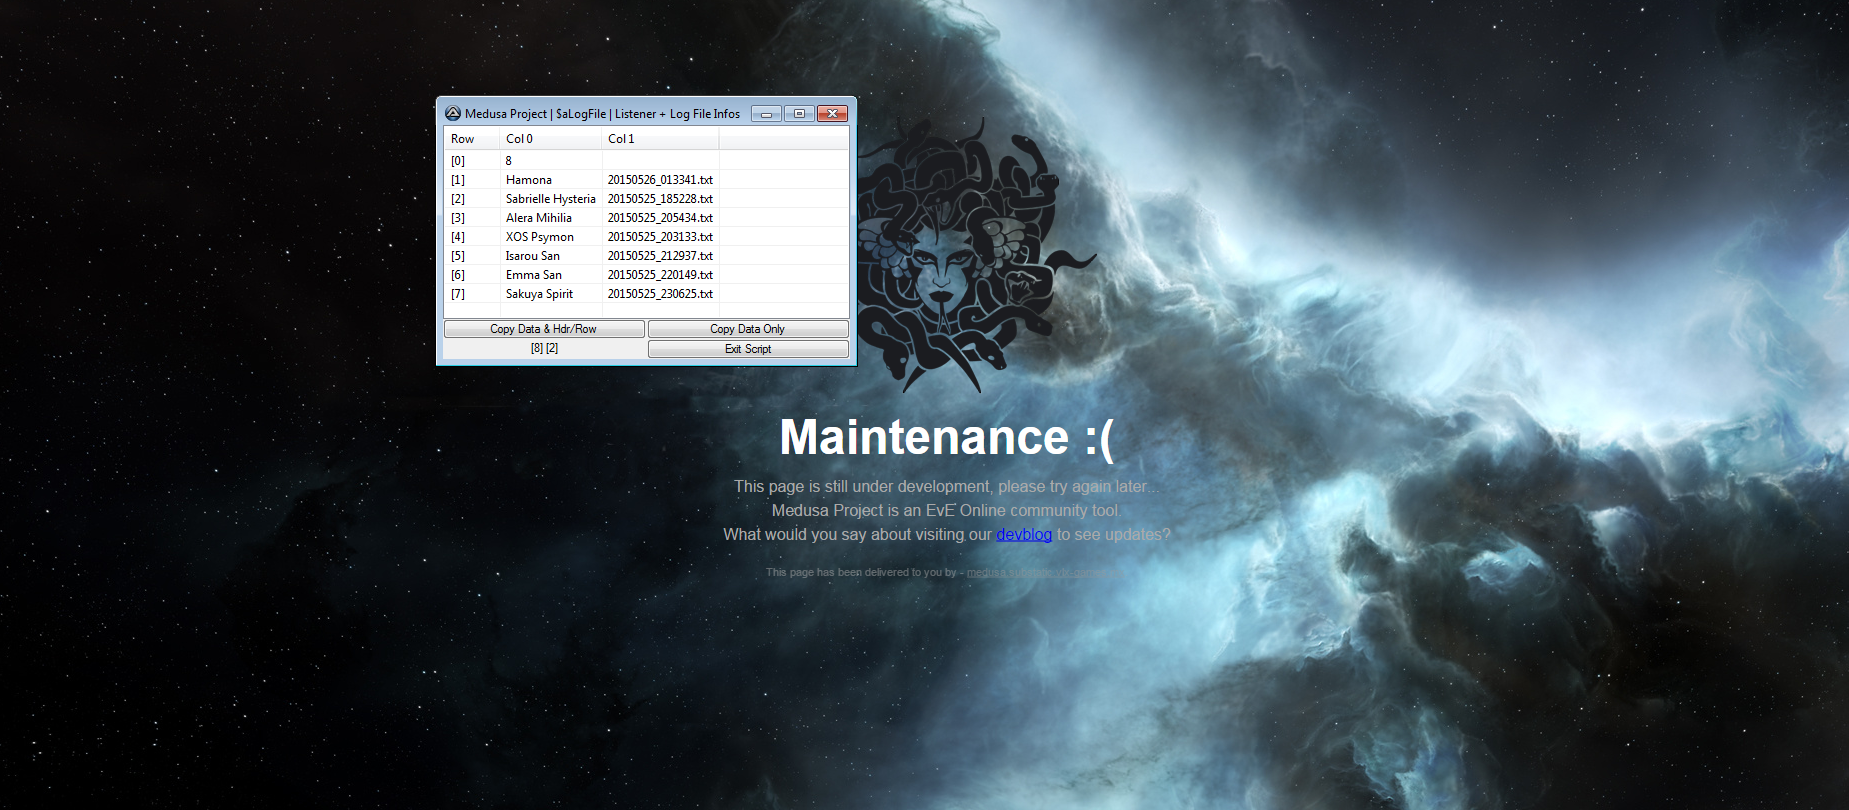 Medusa Project | $aLogFile | Listener + Log File Infos
Row Col 0 Col 1
[0] 8
[1] Hamona 20150526_013341.txt
[2] Sabrielle Hysteria 20150525_185228.txt
[3] Alera Mihilia 20150525_205434.txt
[4] XOS Psymon 20150525_203133.txt
[5] Isarou San 20150525_212937.txt
[6] Emma San 20150525_220149.txt
[7] Sakuya Spirit 20150525_230625.txt
Copy Data & Hdr/Row Copy Data Only
[8] [2] Exit Script
Maintenance :(
This page is still under development, please try again later...
Medusa Project is an EvE Online community tool.
What would you say about visiting our devblog to see updates?
This page has been delivered to you by -